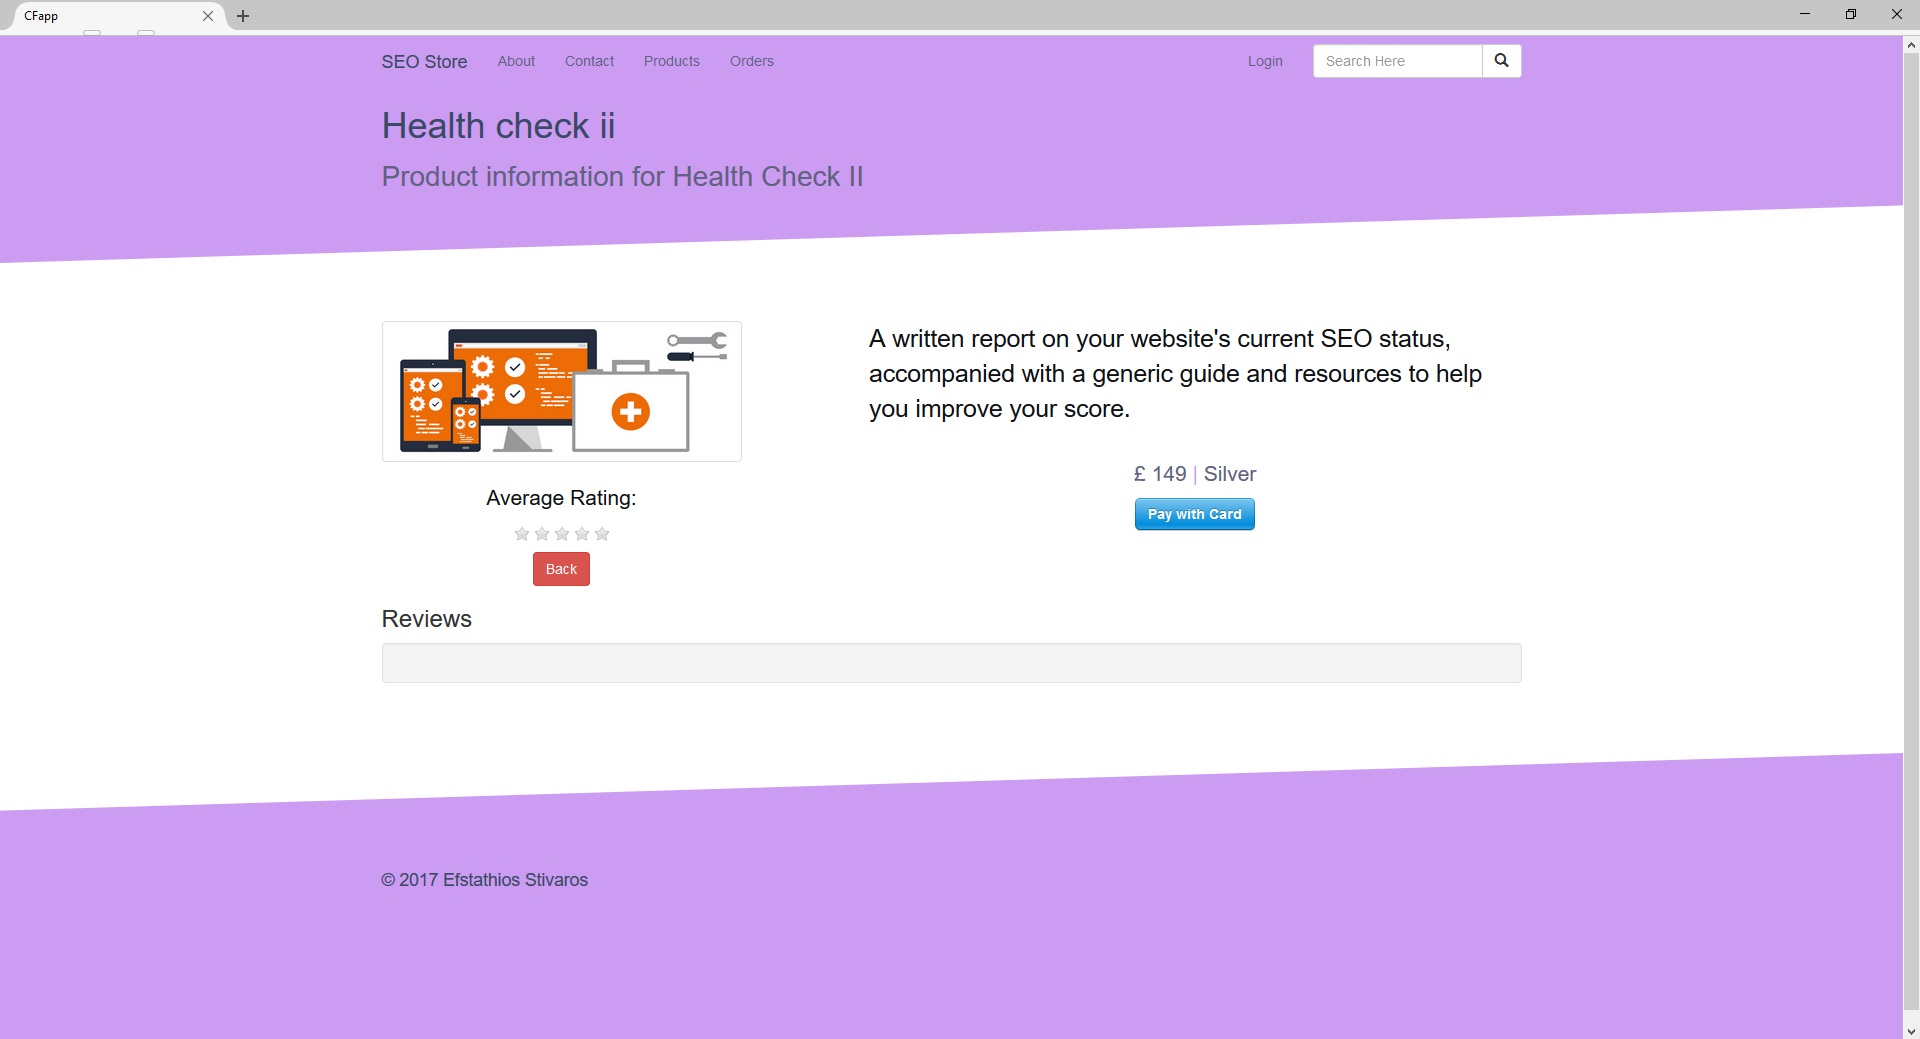 CFapp
SEO Store About Contact Products Orders Login Search Here
Health check ii
Product information for Health Check II
A written report on your website's current SEO status,
accompanied with a generic guide and resources to help
you improve your score.
£ 149 | Silver
Pay with Card
Average Rating:
Back
Reviews
© 2017 Efstathios Stivaros